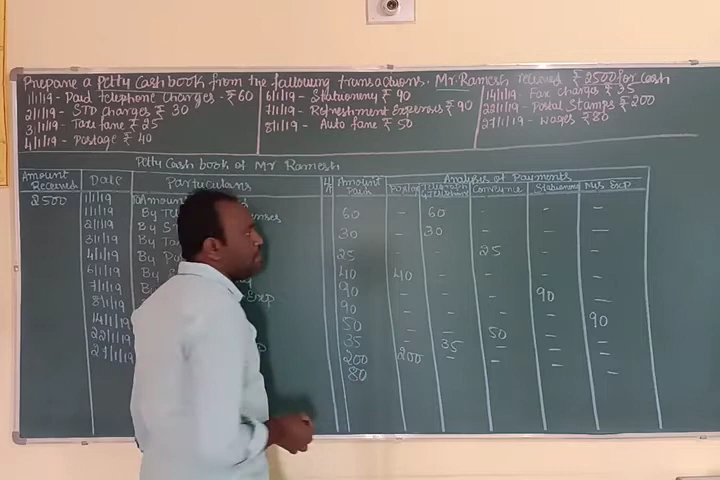 Prepare a Petty Cash book from the following transactions. Mr. Ramesh received ₹ 2500 for Cash
1/1/19 - Paid Telephone Charges - ₹ 60
2/1/19 - STD charges ₹ 30
3/1/19 - Taxi fare ₹ 25
4/1/19 - Postage ₹ 40
6/1/19 - Stationery ₹ 90
7/1/19 - Refreshment Expenses ₹ 90
8/1/19 - Auto fare ₹ 50
14/1/19 - Fax charges ₹ 35
22/1/19 - Postal Stamps ₹ 200
27/1/19 - Wages ₹ 80
Petty Cash book of Mr Ramesh
Amount Received Date Particulars Amount Paid Analysis of Payments
Postage Conveynce Stationery Mis. Exp
2500 1/1/19
1/1/19 By 60 - 60 - - -
2/1/19 By 30 - 30 - - -
3/1/19 By 25 - - 25 - -
4/1/19 By 40 40 - - - -
6/1/19 By 90 - - - 90 -
7/1/19 By 90 - - - - 90
8/1/19 50 - - 50 - -
14/1/19 35 - 35 - - -
22/1/19 200 200 - - - -
27/1/19 80